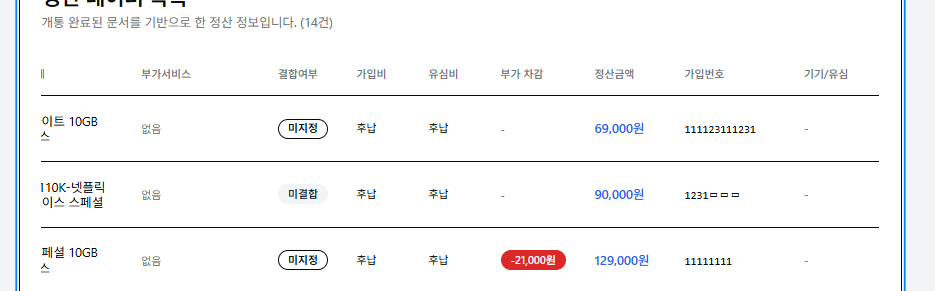 개통 완료된 문서를 기반으로 한 정산 정보입니다. (14건)
부가서비스 결합여부 가입비 유심비 부가 차감 정산금액 가입번호 기기/유심
이트 10GB
스
없음 미지정 후납 후납 - 69,000원 111123111231 -
110K-넷플릭
이스 스페셜
없음 미결합 후납 후납 - 90,000원 1231ㅁㅁㅁ -
페셜 10GB
스
없음 미지정 후납 후납 -21,000원 129,000원 11111111 -